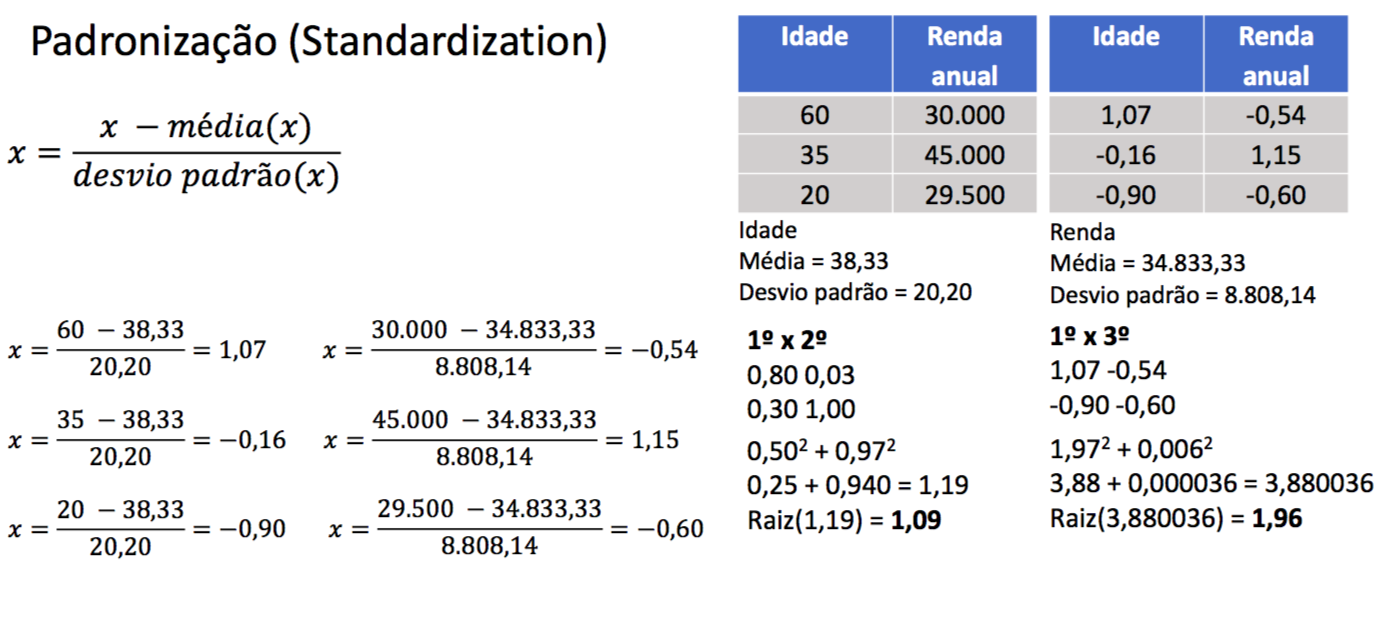 Padronização (Standardization)
x = (x − média(x)) / (desvio padrão(x))
x = (60 − 38,33) / 20,20 = 1,07
x = (30.000 − 34.833,33) / 8.808,14 = −0,54
x = (35 − 38,33) / 20,20 = −0,16
x = (45.000 − 34.833,33) / 8.808,14 = 1,15
x = (20 − 38,33) / 20,20 = −0,90
x = (29.500 − 34.833,33) / 8.808,14 = −0,60
Idade Renda anual
60 30.000
35 45.000
20 29.500
Idade
Média = 38,33
Desvio padrão = 20,20
1º x 2º
0,80 0,03
0,30 1,00
0,50² + 0,97²
0,25 + 0,940 = 1,19
Raiz(1,19) = 1,09
Idade Renda anual
1,07 -0,54
-0,16 1,15
-0,90 -0,60
Renda
Média = 34.833,33
Desvio padrão = 8.808,14
1º x 3º
1,07 -0,54
-0,90 -0,60
1,97² + 0,006²
3,88 + 0,000036 = 3,880036
Raiz(3,880036) = 1,96